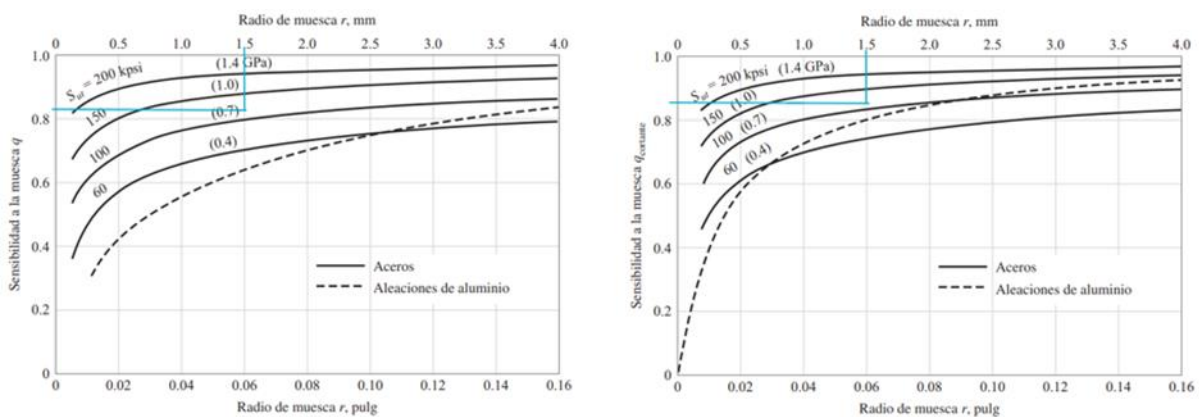 Radio de muesca r, mm
0 0.5 1.0 1.5 2.0 2.5 3.0 3.5 4.0
1.0
0.8
0.6
0.4
0.2
0
Sensibilidad a la muesca q
S_ut = 200 kpsi
(1.4 GPa)
150
(1.0)
100
(0.7)
60
(0.4)
Aceros
Aleaciones de aluminio
0 0.02 0.04 0.06 0.08 0.10 0.12 0.14 0.16
Radio de muesca r, pulg
Radio de muesca r, mm
0 0.5 1.0 1.5 2.0 2.5 3.0 3.5 4.0
1.0
0.8
0.6
0.4
0.2
0
Sensibilidad a la muesca q_cortante
S_ut = 200 kpsi (1.4 GPa)
150 (1.0)
100 (0.7)
60 (0.4)
Aceros
Aleaciones de aluminio
0 0.02 0.04 0.06 0.08 0.10 0.12 0.14 0.16
Radio de muesca r, pulg